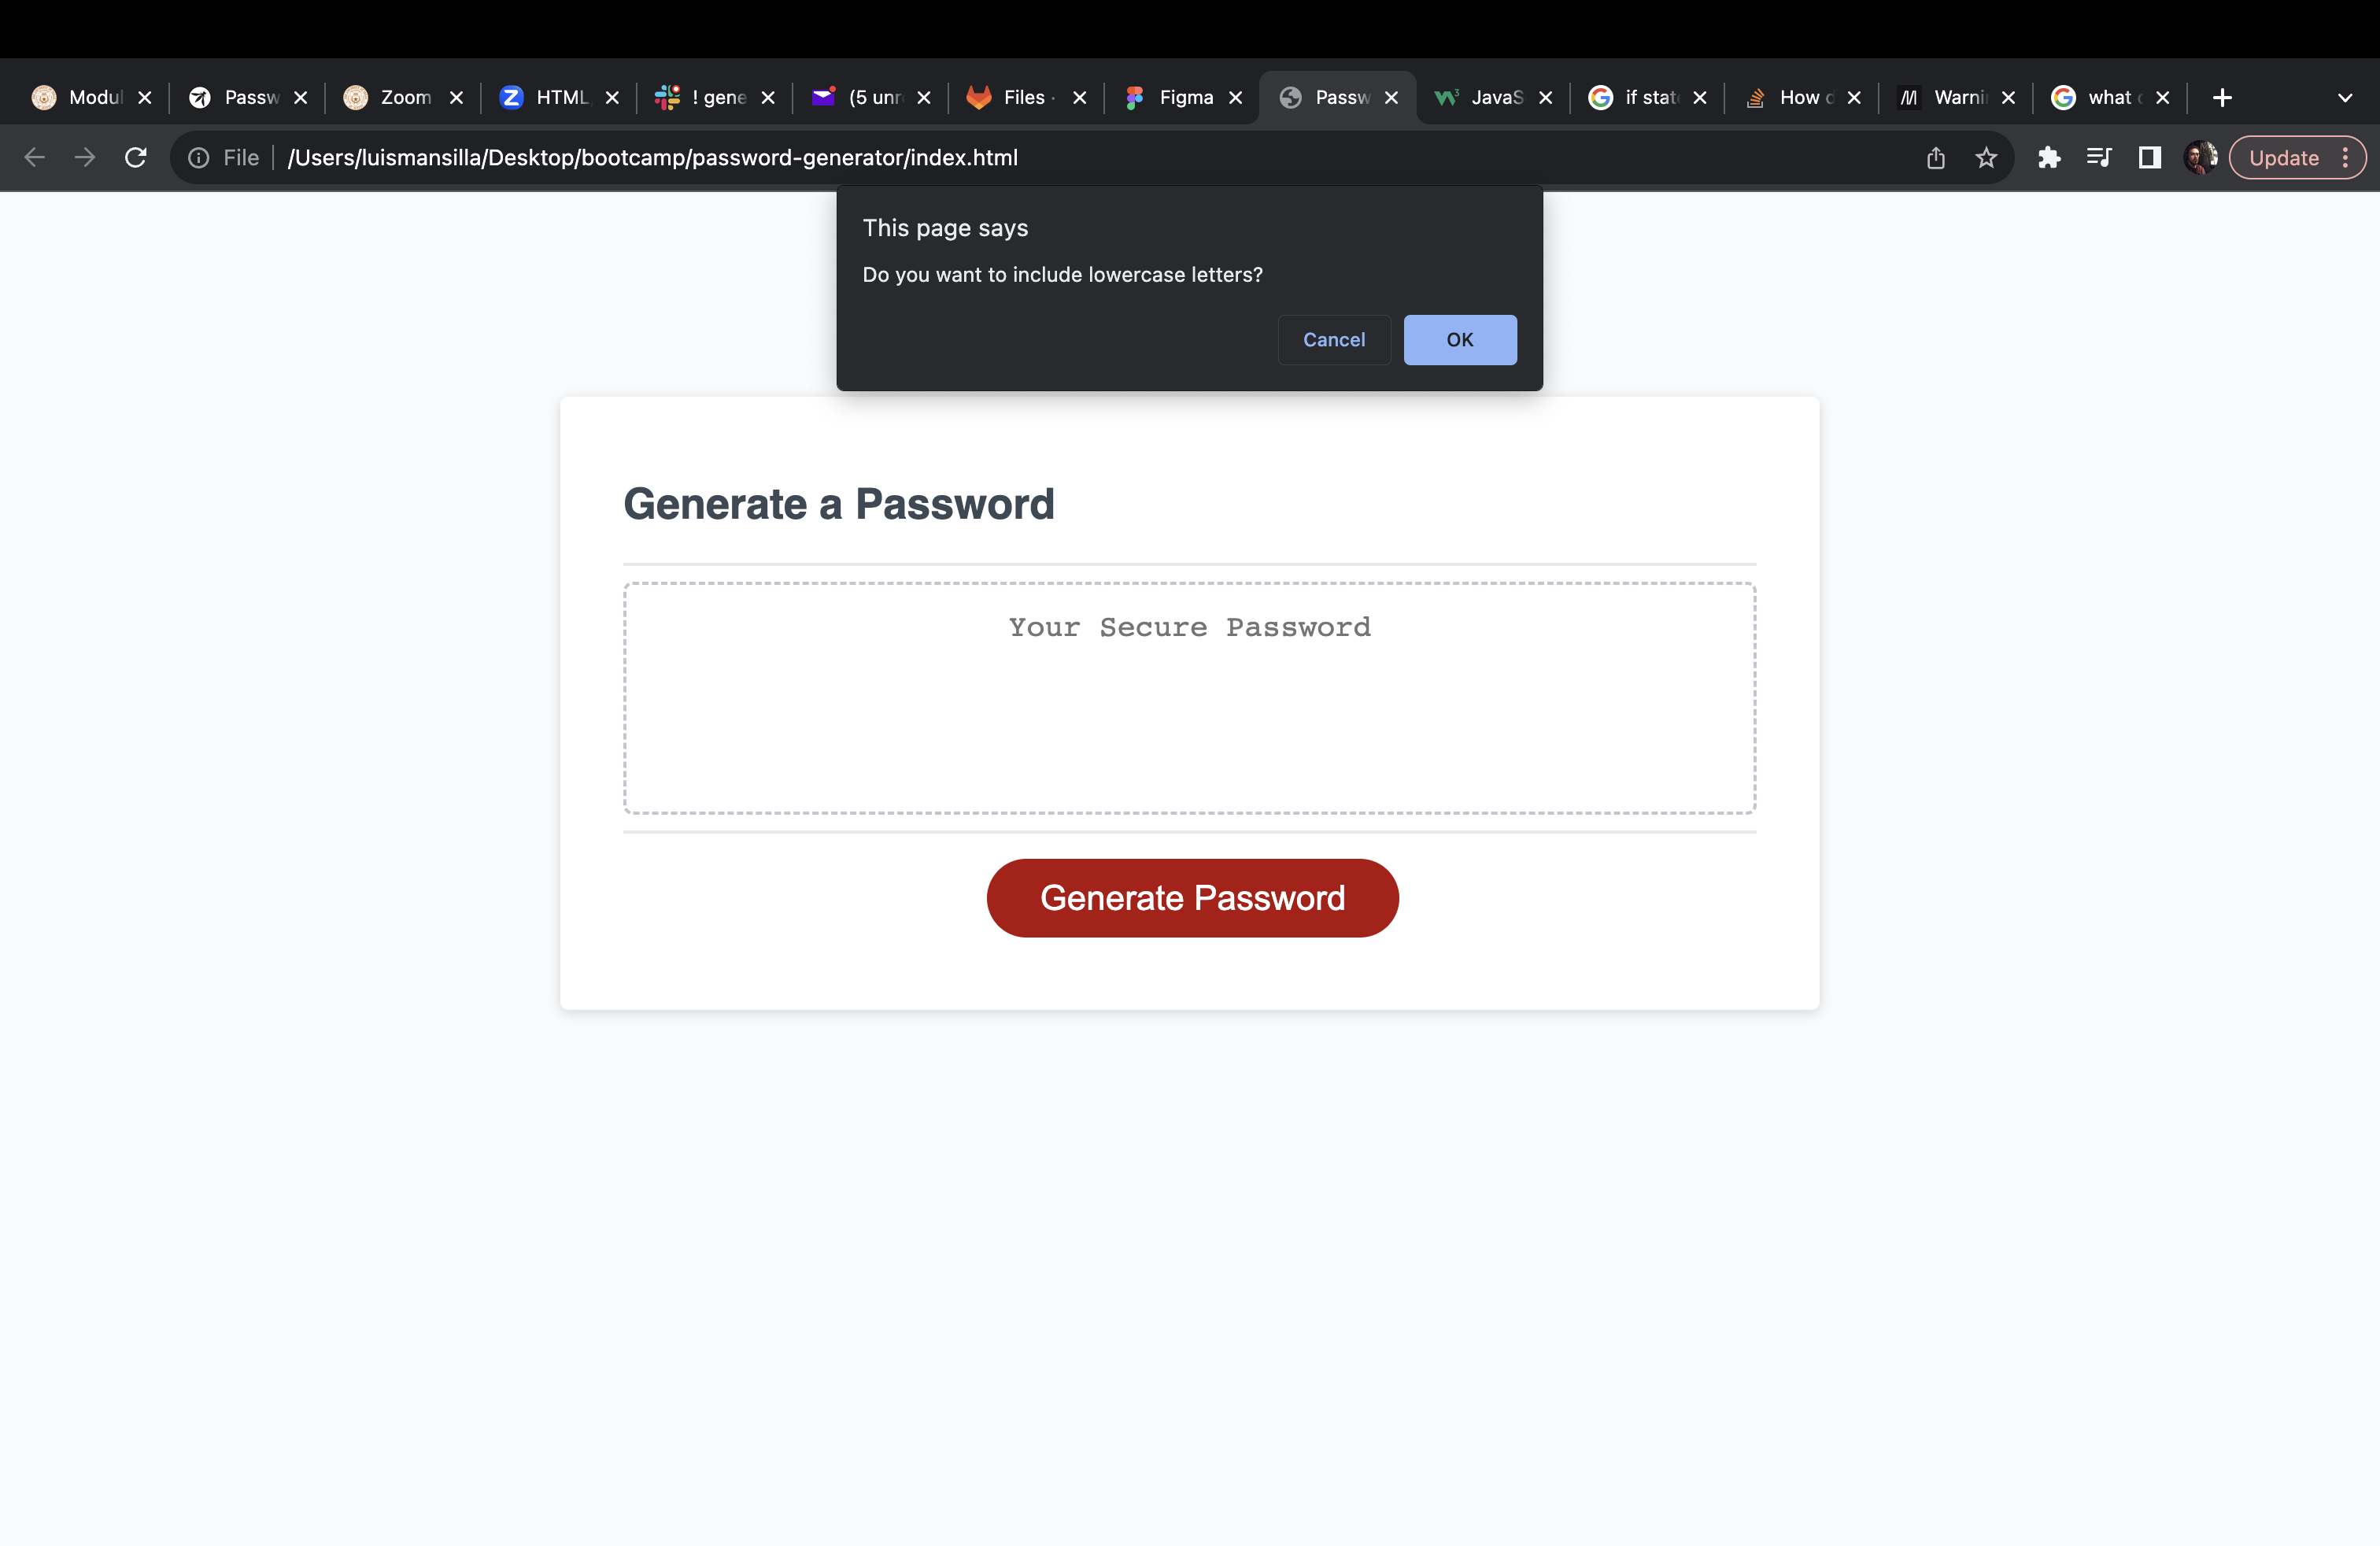 Modul Passw Zoom HTML, ! gene (5 unr Files · Figma Passw JavaS if stat How d Warni what
File /Users/luismansilla/Desktop/bootcamp/password-generator/index.html Update
This page says
Do you want to include lowercase letters?
Cancel OK
Generate a Password
Your Secure Password
Generate Password